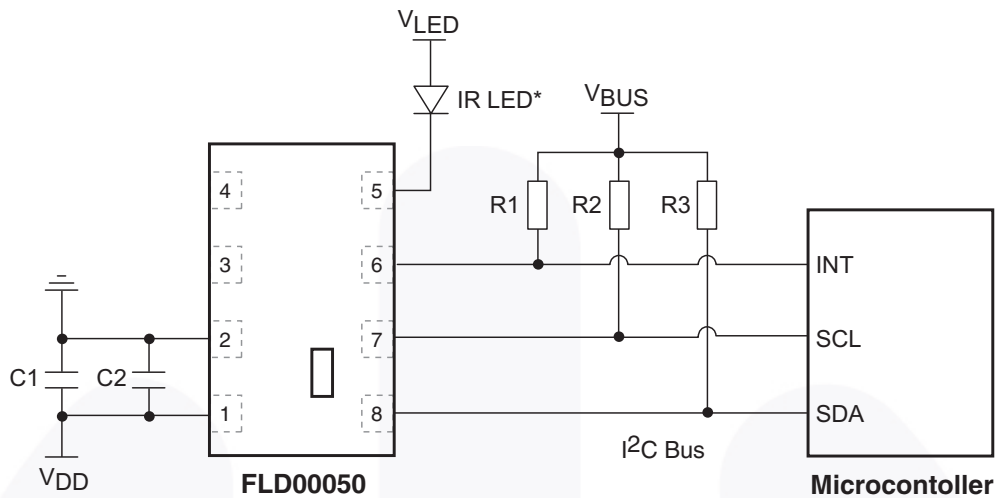 VLED
IR LED*
VBUS
4
5
R1
R2
R3
3
6
INT
2
7
SCL
C1
C2
1
8
SDA
I2C Bus
VDD
FLD00050
Microcontoller